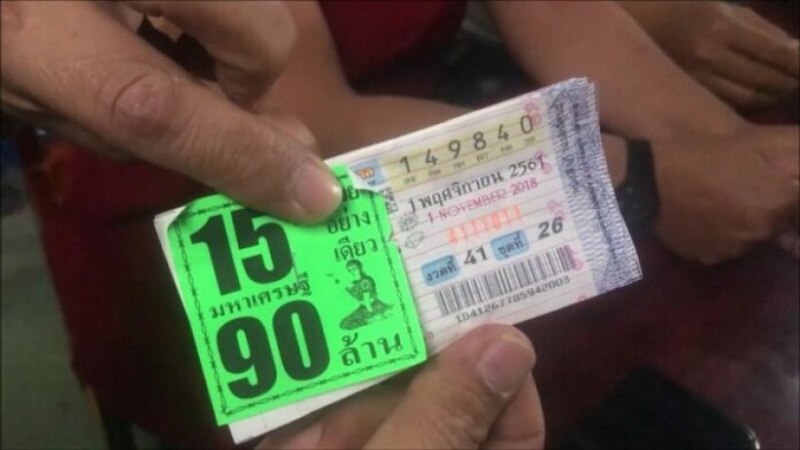 15
มหาเศรษฐี
90
อย่าง
เดียว
ล้าน
149840
1 พฤศจิกายน 2561
1 NOVEMBER 2018
4111011
งวดที่ 41 ชุดที่ 26
1841267785942003